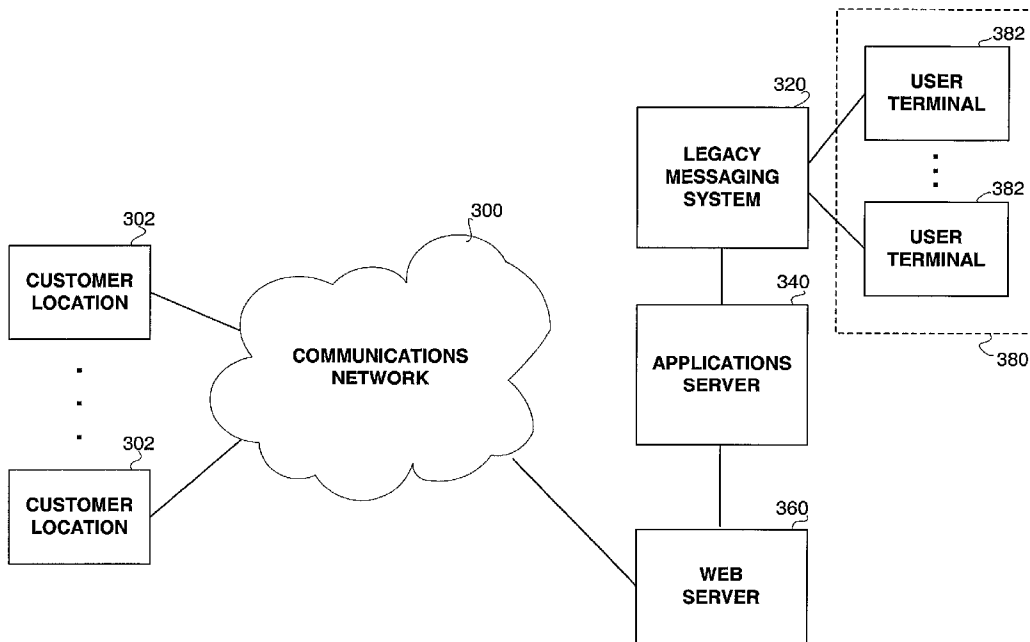 382
USER
TERMINAL
320
LEGACY
MESSAGING
SYSTEM
382
USER
TERMINAL
380
302
CUSTOMER
LOCATION
300
COMMUNICATIONS
NETWORK
340
APPLICATIONS
SERVER
302
CUSTOMER
LOCATION
360
WEB
SERVER